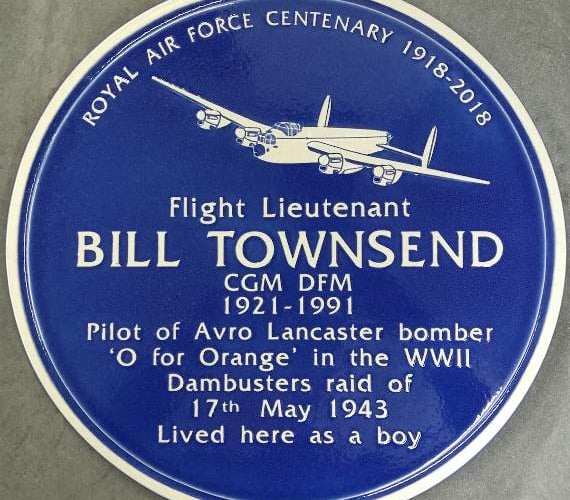 ROYAL AIR FORCE CENTENARY 1918-2018
Flight Lieutenant
BILL TOWNSEND
CGM DFM
1921-1991
Pilot of Avro Lancaster bomber
'O for Orange' in the WWII
Dambusters raid of
17th May 1943
Lived here as a boy